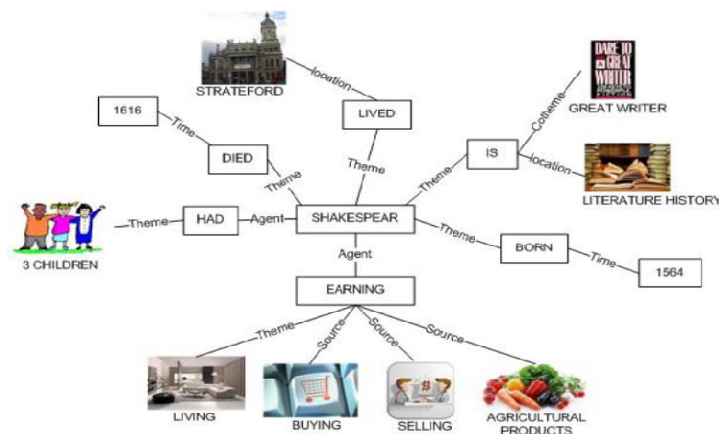 DARE TO
A GREAT
WRITER
STRATEFORD
location
LIVED
Cotheme
GREAT WRITER
1616
Time
DIED
Theme
Theme
Theme
IS
location
LITERATURE HISTORY
3 CHILDREN
Theme
HAD
Agent
SHAKESPEAR
Theme
BORN
Time
1564
Agent
EARNING
Theme
Source
Source
Source
LIVING
BUYING
SELLING
AGRICULTURAL
PRODUCTS